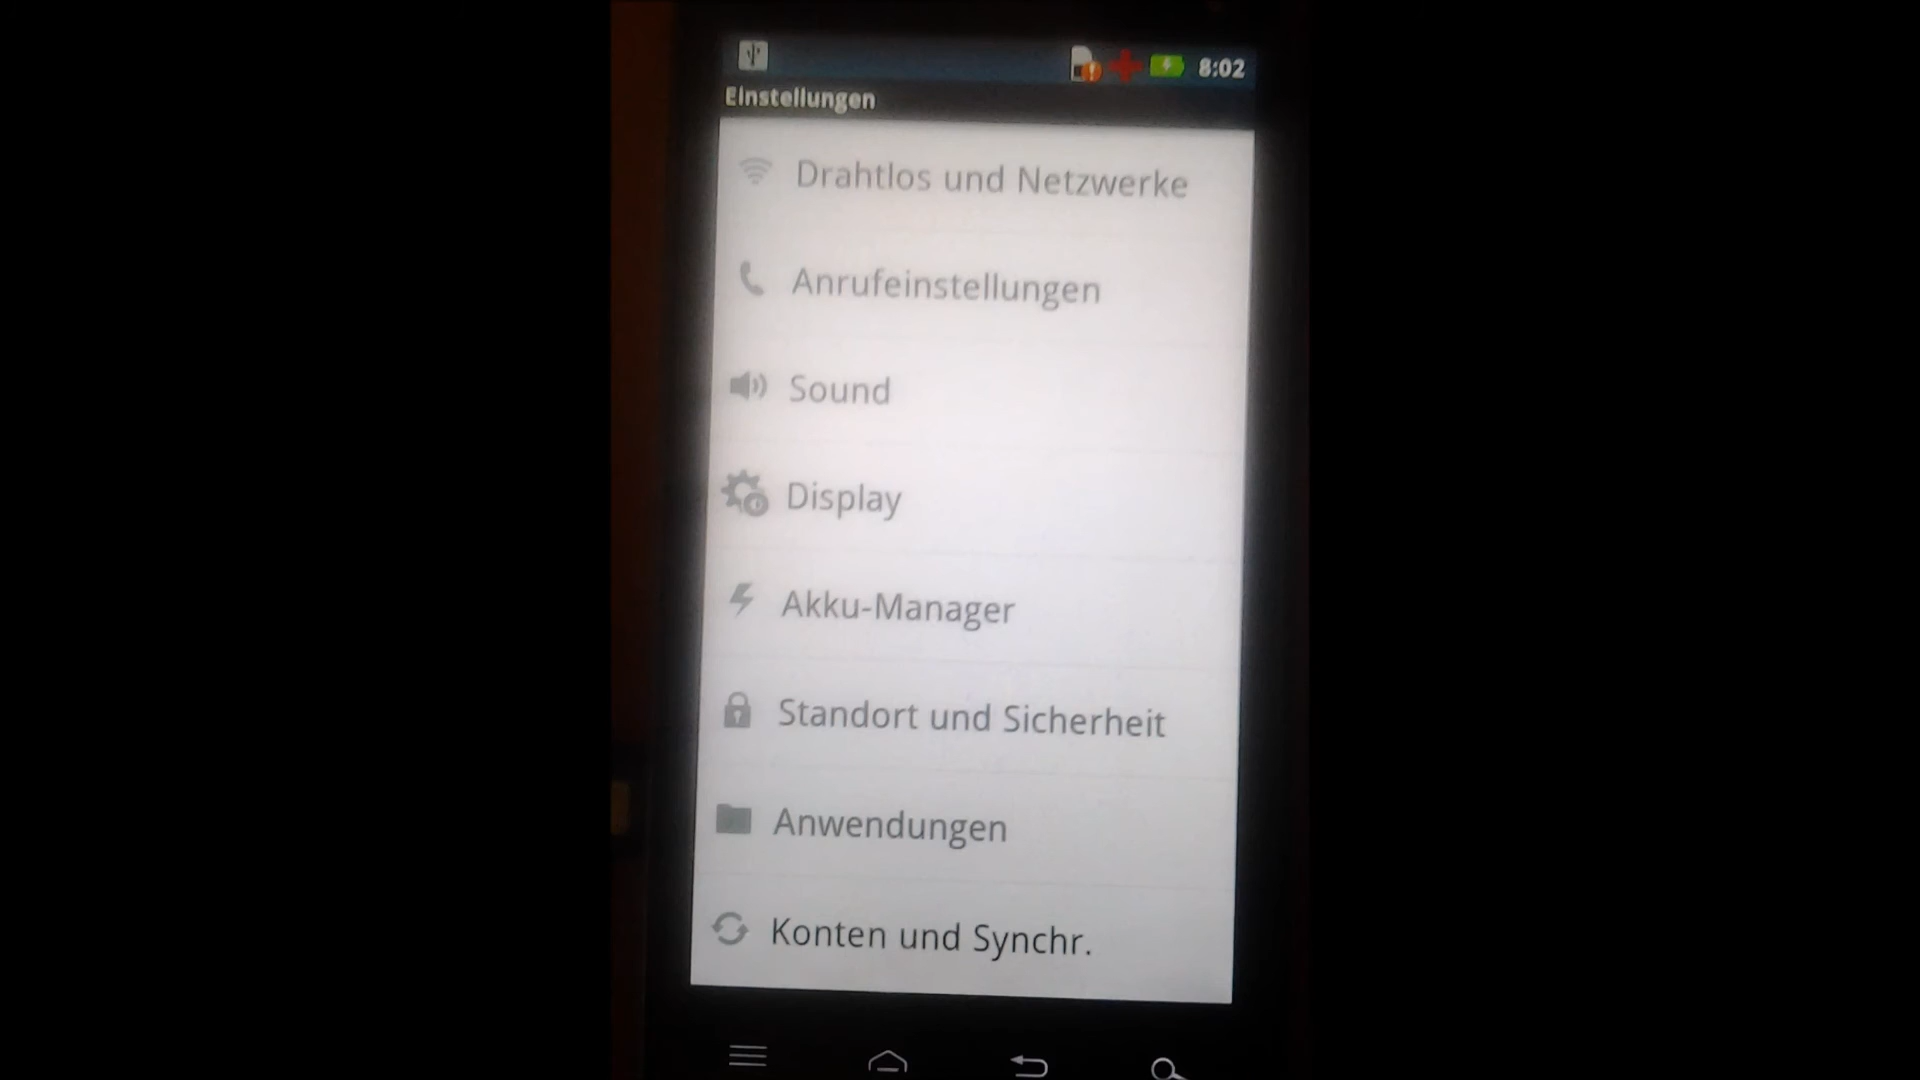 8:02
Einstellungen
Drahtlos und Netzwerke
Anrufeinstellungen
Sound
Display
Akku-Manager
Standort und Sicherheit
Anwendungen
Konten und Synchr.